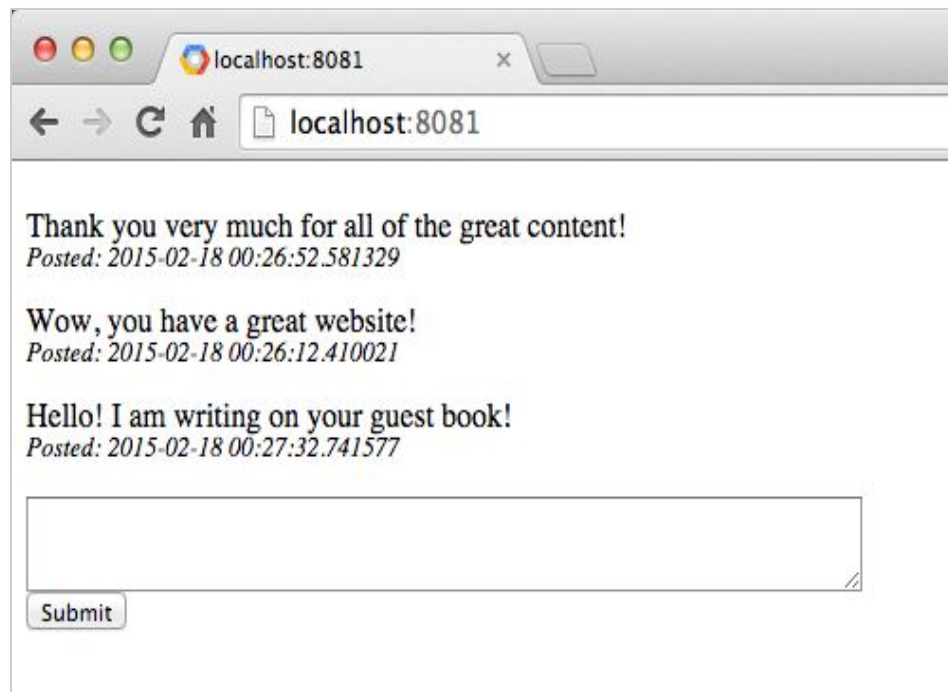 localhost:8081
localhost:8081
Thank you very much for all of the great content!
Posted: 2015-02-18 00:26:52.581329
Wow, you have a great website!
Posted: 2015-02-18 00:26:12.410021
Hello! I am writing on your guest book!
Posted: 2015-02-18 00:27:32.741577
Submit